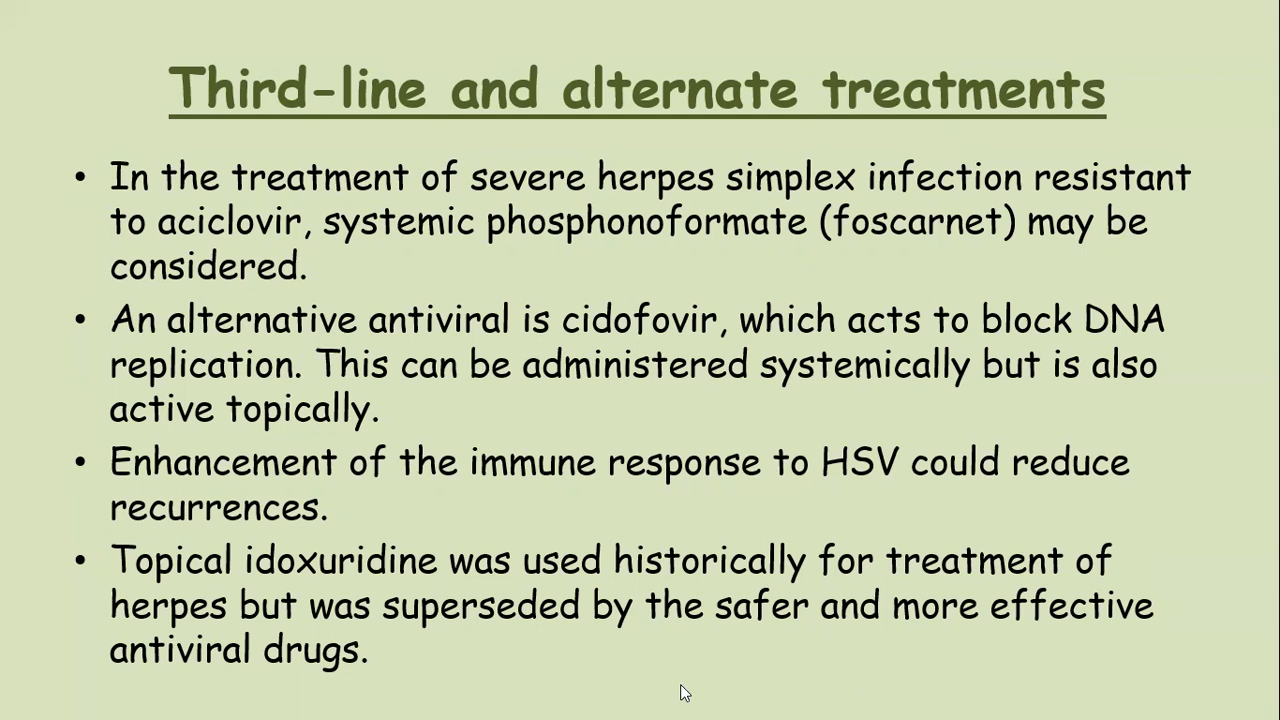 Third-line and alternate treatments
• In the treatment of severe herpes simplex infection resistant
to aciclovir, systemic phosphonoformate (foscarnet) may be
considered.
• An alternative antiviral is cidofovir, which acts to block DNA
replication. This can be administered systemically but is also
active topically.
• Enhancement of the immune response to HSV could reduce
recurrences.
• Topical idoxuridine was used historically for treatment of
herpes but was superseded by the safer and more effective
antiviral drugs.